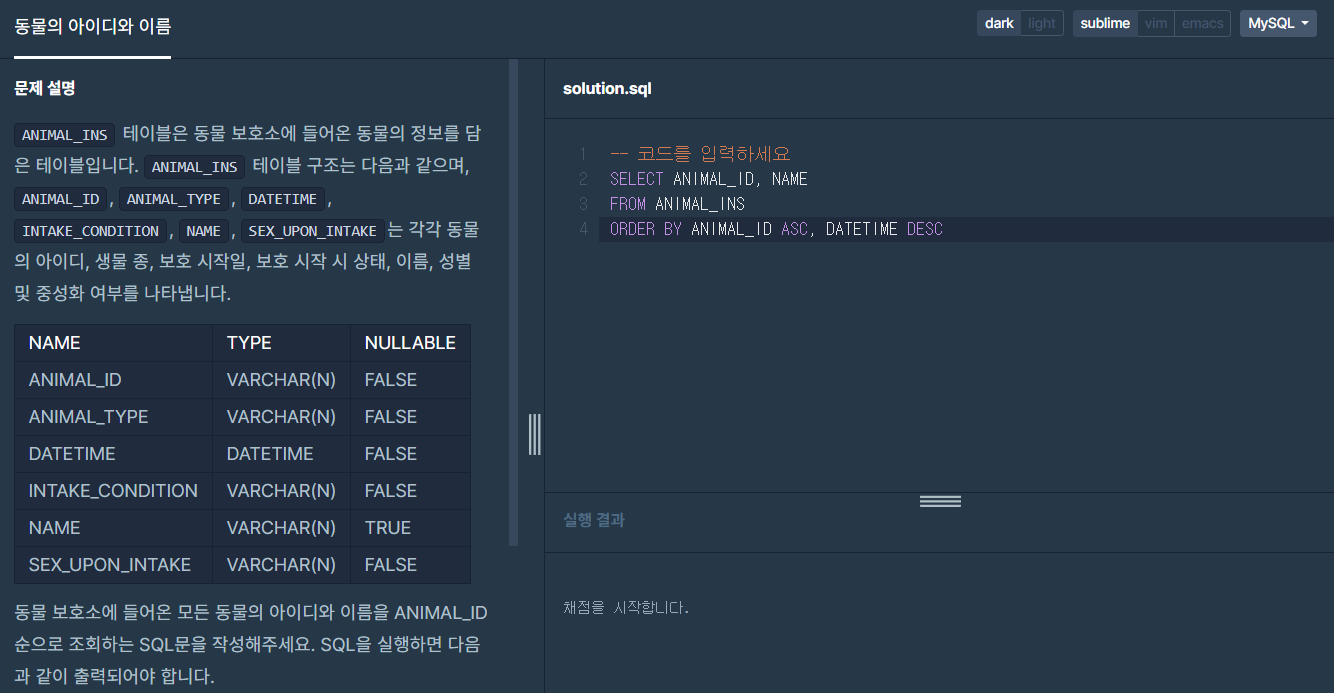 동물의 아이디와 이름
dark light sublime vim emacs MySQL
문제 설명
ANIMAL_INS 테이블은 동물 보호소에 들어온 동물의 정보를 담
은 테이블입니다. ANIMAL_INS 테이블 구조는 다음과 같으며,
ANIMAL_ID , ANIMAL_TYPE , DATETIME ,
INTAKE_CONDITION , NAME , SEX_UPON_INTAKE 는 각각 동물
의 아이디, 생물 종, 보호 시작일, 보호 시작 시 상태, 이름, 성별
및 중성화 여부를 나타냅니다.
NAME TYPE NULLABLE
ANIMAL_ID VARCHAR(N) FALSE
ANIMAL_TYPE VARCHAR(N) FALSE
DATETIME DATETIME FALSE
INTAKE_CONDITION VARCHAR(N) FALSE
NAME VARCHAR(N) TRUE
SEX_UPON_INTAKE VARCHAR(N) FALSE
동물 보호소에 들어온 모든 동물의 아이디와 이름을 ANIMAL_ID
순으로 조회하는 SQL문을 작성해주세요. SQL을 실행하면 다음
과 같이 출력되어야 합니다.
solution.sql
1 -- 코드를 입력하세요
2 SELECT ANIMAL_ID, NAME
3 FROM ANIMAL_INS
4 ORDER BY ANIMAL_ID ASC, DATETIME DESC
실행 결과
채점을 시작합니다.